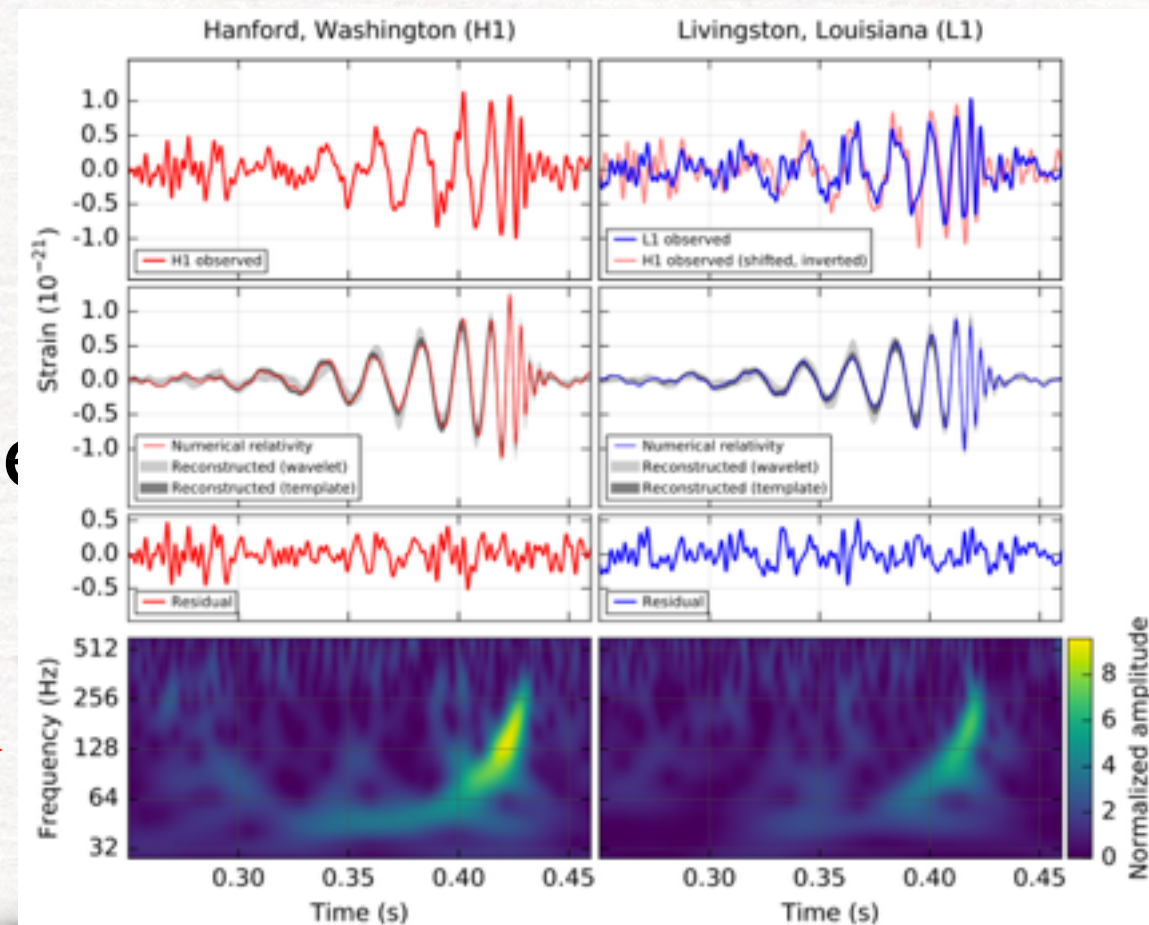 Hanford, Washington (H1)
Livingston, Louisiana (L1)
Strain (10⁻²¹)
1.0
0.5
0.0
-0.5
-1.0
H1 observed
L1 observed
H1 observed (shifted, inverted)
1.0
0.5
0.0
-0.5
-1.0
Numerical relativity
Reconstructed (wavelet)
Reconstructed (template)
Numerical relativity
Reconstructed (wavelet)
Reconstructed (template)
0.5
0.0
-0.5
Residual
Residual
Frequency (Hz)
512
256
128
64
32
Normalized amplitude
8
6
4
2
0
0.30 0.35 0.40 0.45
0.30 0.35 0.40 0.45
Time (s)
Time (s)